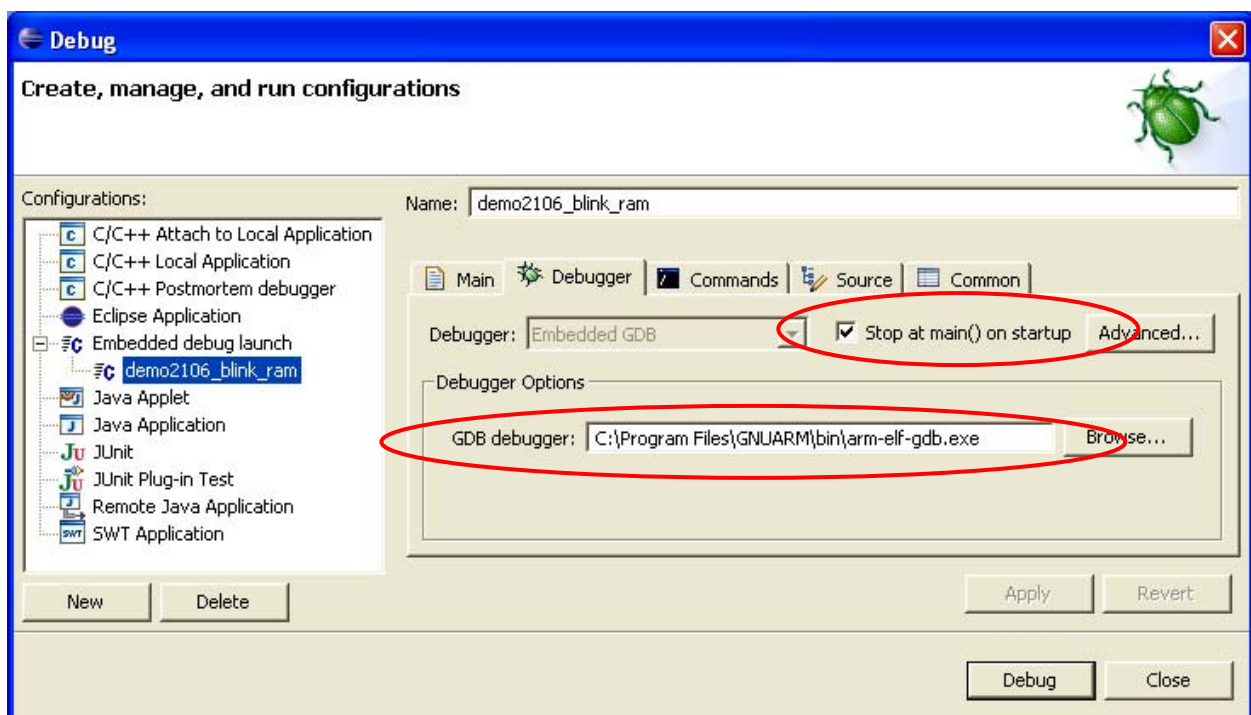 Debug
Create, manage, and run configurations
Configurations:
C/C++ Attach to Local Application
C/C++ Local Application
C/C++ Postmortem debugger
Eclipse Application
Embedded debug launch
demo2106_blink_ram
Java Applet
Java Application
JUnit
JUnit Plug-in Test
Remote Java Application
SWT Application
New Delete
Name: demo2106_blink_ram
Main Debugger Commands Source Common
Debugger: Embedded GDB Stop at main() on startup Advanced...
Debugger Options
GDB debugger: C:\Program Files\GNUARM\bin\arm-elf-gdb.exe Browse...
Apply Revert
Debug Close